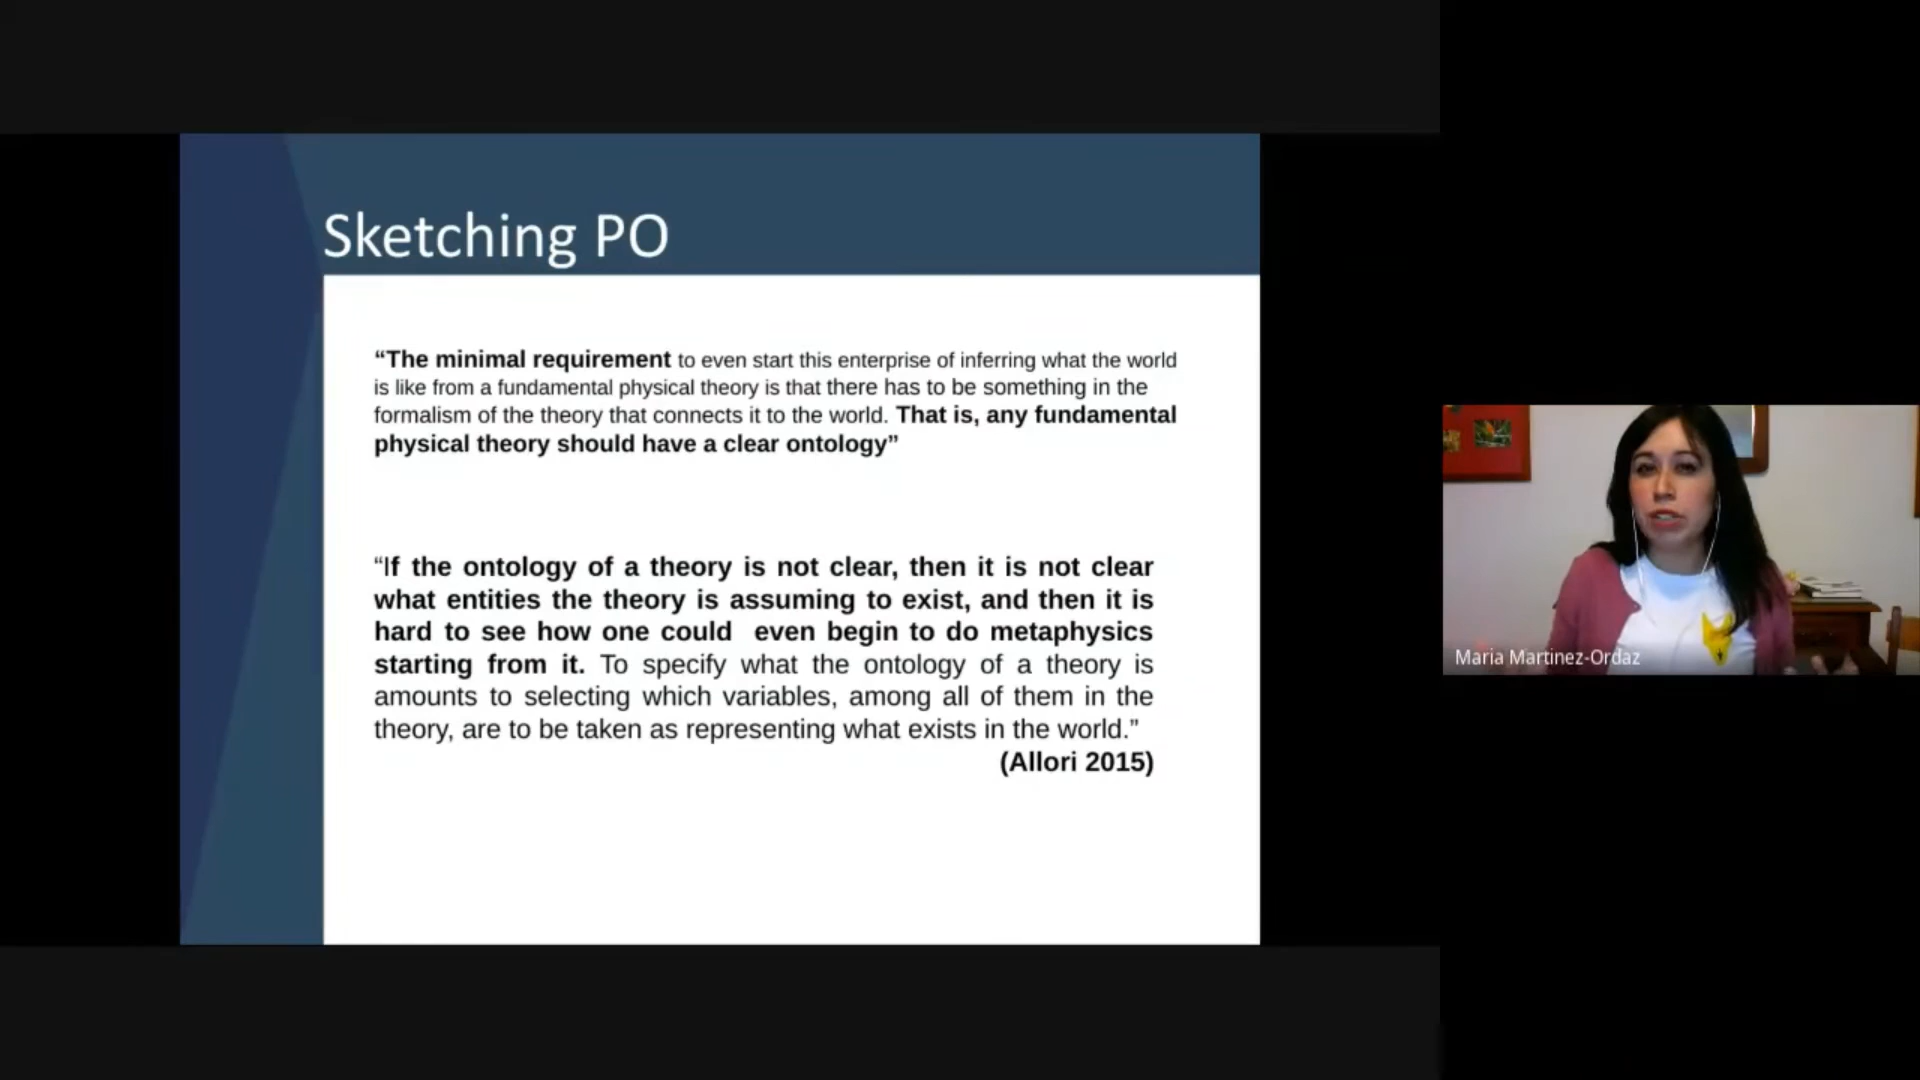 Sketching PO
“The minimal requirement to even start this enterprise of inferring what the world
is like from a fundamental physical theory is that there has to be something in the
formalism of the theory that connects it to the world. That is, any fundamental
physical theory should have a clear ontology”
“If the ontology of a theory is not clear, then it is not clear
what entities the theory is assuming to exist, and then it is
hard to see how one could even begin to do metaphysics
starting from it. To specify what the ontology of a theory is
amounts to selecting which variables, among all of them in the
theory, are to be taken as representing what exists in the world.”
(Allori 2015)
Maria Martinez-Ordaz